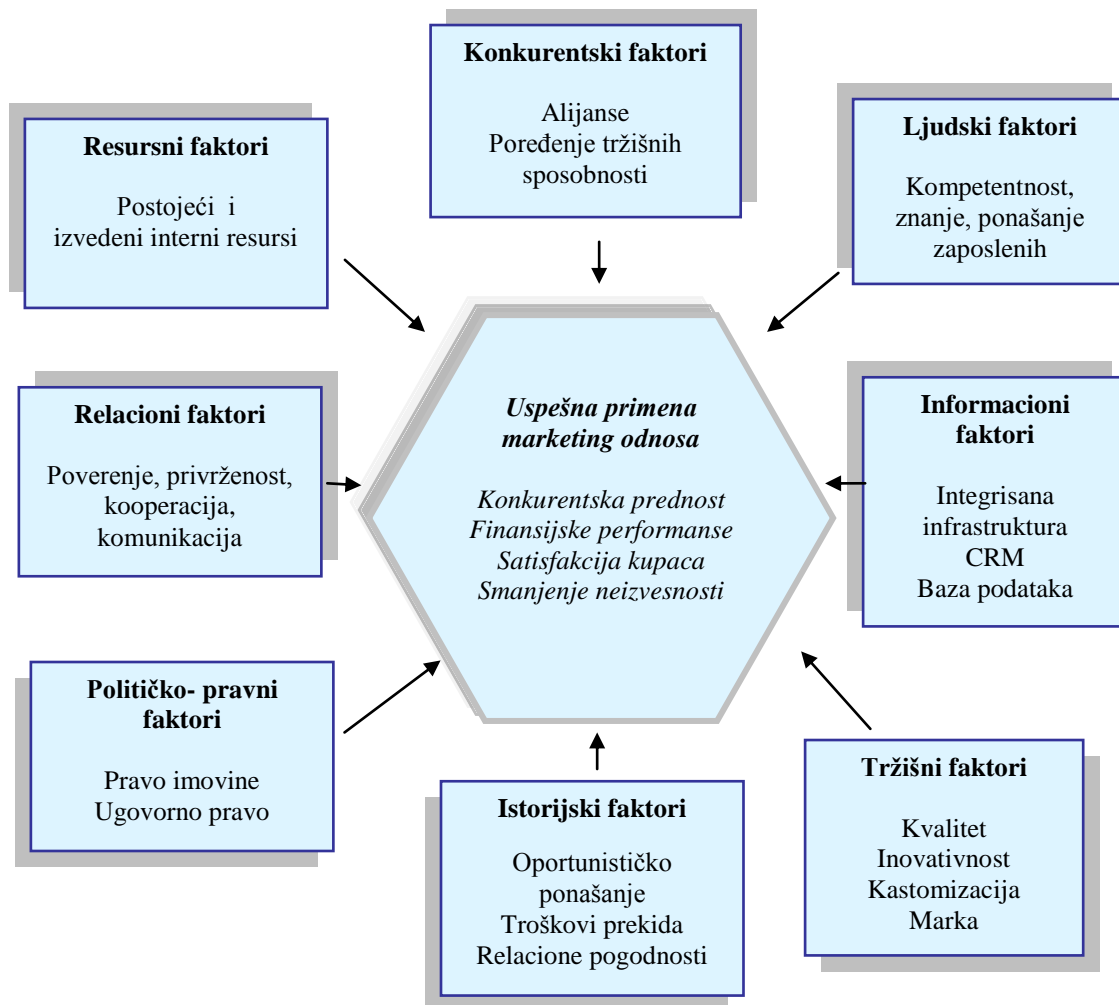 Konkurentski faktori
Alijanse
Poređenje tržišnih
sposobnosti
Resursni faktori
Postojeći i
izvedeni interni resursi
Ljudski faktori
Kompetentnost,
znanje, ponašanje
zaposlenih
Relacioni faktori
Poverenje, privrženost,
kooperacija,
komunikacija
Uspešna primena
marketing odnosa
Konkurentska prednost
Finansijske performanse
Satisfakcija kupaca
Smanjenje neizvesnosti
Informacioni
faktori
Integrisana
infrastruktura
CRM
Baza podataka
Političko- pravni
faktori
Pravo imovine
Ugovorno pravo
Istorijski faktori
Oportunističko
ponašanje
Troškovi prekida
Relacione pogodnosti
Tržišni faktori
Kvalitet
Inovativnost
Kastomizacija
Marka